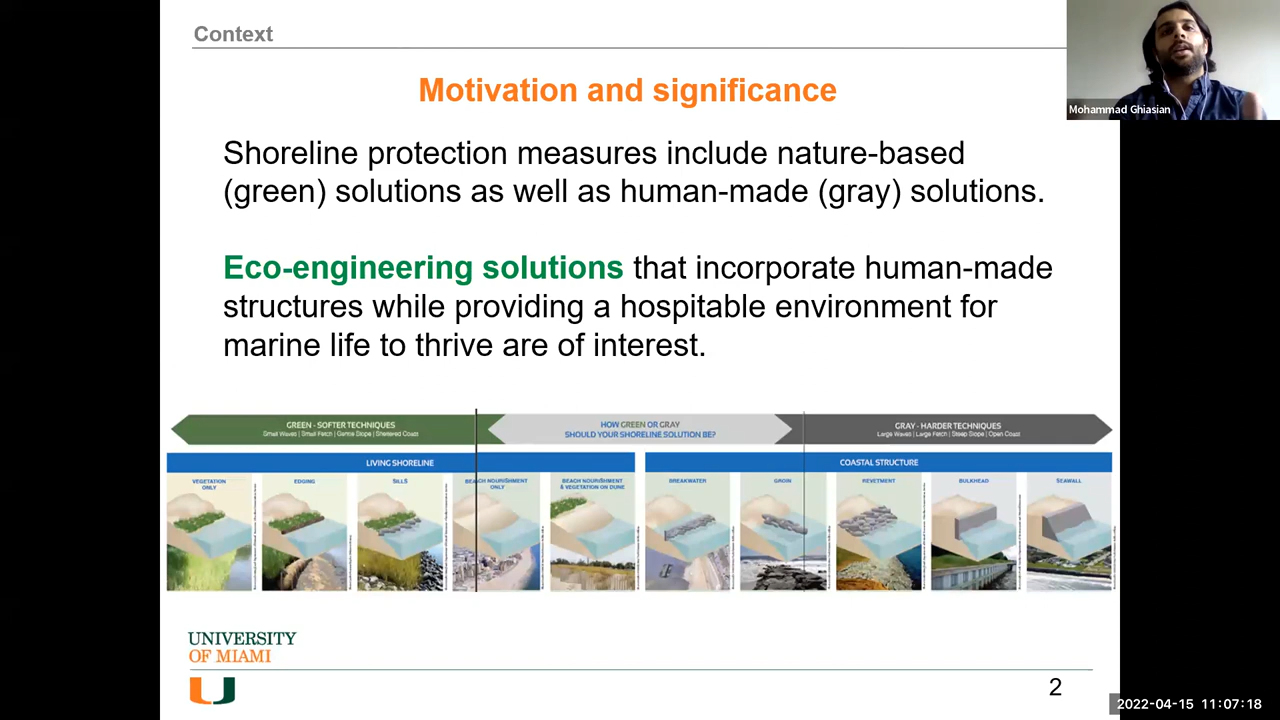 Context
Motivation and significance
Mohammad Ghiasian
Shoreline protection measures include nature-based
(green) solutions as well as human-made (gray) solutions.
Eco-engineering solutions that incorporate human-made
structures while providing a hospitable environment for
marine life to thrive are of interest.
GREEN - SOFTER TECHNIQUES
Small Waves | Small Fetch | Gentle Slope | Sheltered Coast
HOW GREEN OR GRAY
SHOULD YOUR SHORELINE SOLUTION BE?
GRAY - HARDER TECHNIQUES
Large Waves | Large Fetch | Steep Slope | Open Coast
LIVING SHORELINE
COASTAL STRUCTURE
VEGETATION
ONLY
EDGING
SILLS
BEACH NOURISHMENT
ONLY
BEACH NOURISHMENT
& VEGETATION ON DUNE
BREAKWATER
GROIN
REVETMENT
BULKHEAD
SEAWALL
UNIVERSITY
OF MIAMI
2
2022-04-15 11:07:18